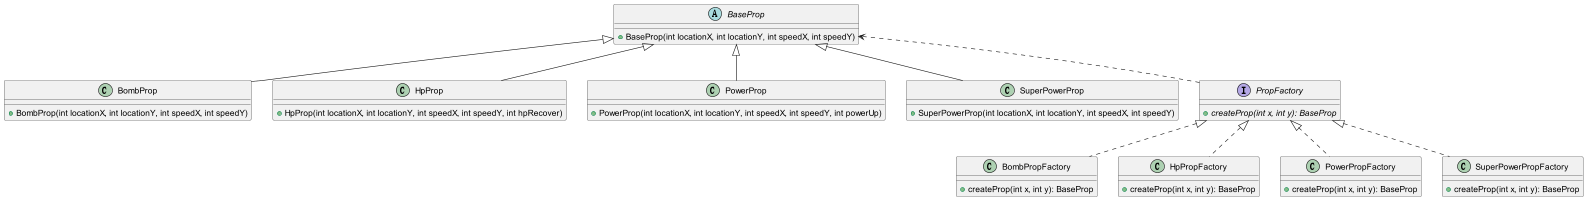 A BaseProp
BaseProp(int locationX, int locationY, int speedX, int speedY)
C BombProp
BombProp(int locationX, int locationY, int speedX, int speedY)
C HpProp
HpProp(int locationX, int locationY, int speedX, int speedY, int hpRecover)
C PowerProp
PowerProp(int locationX, int locationY, int speedX, int speedY, int powerUp)
C SuperPowerProp
SuperPowerProp(int locationX, int locationY, int speedX, int speedY)
I PropFactory
createProp(int x, int y): BaseProp
C BombPropFactory
createProp(int x, int y): BaseProp
C HpPropFactory
createProp(int x, int y): BaseProp
C PowerPropFactory
createProp(int x, int y): BaseProp
C SuperPowerPropFactory
createProp(int x, int y): BaseProp